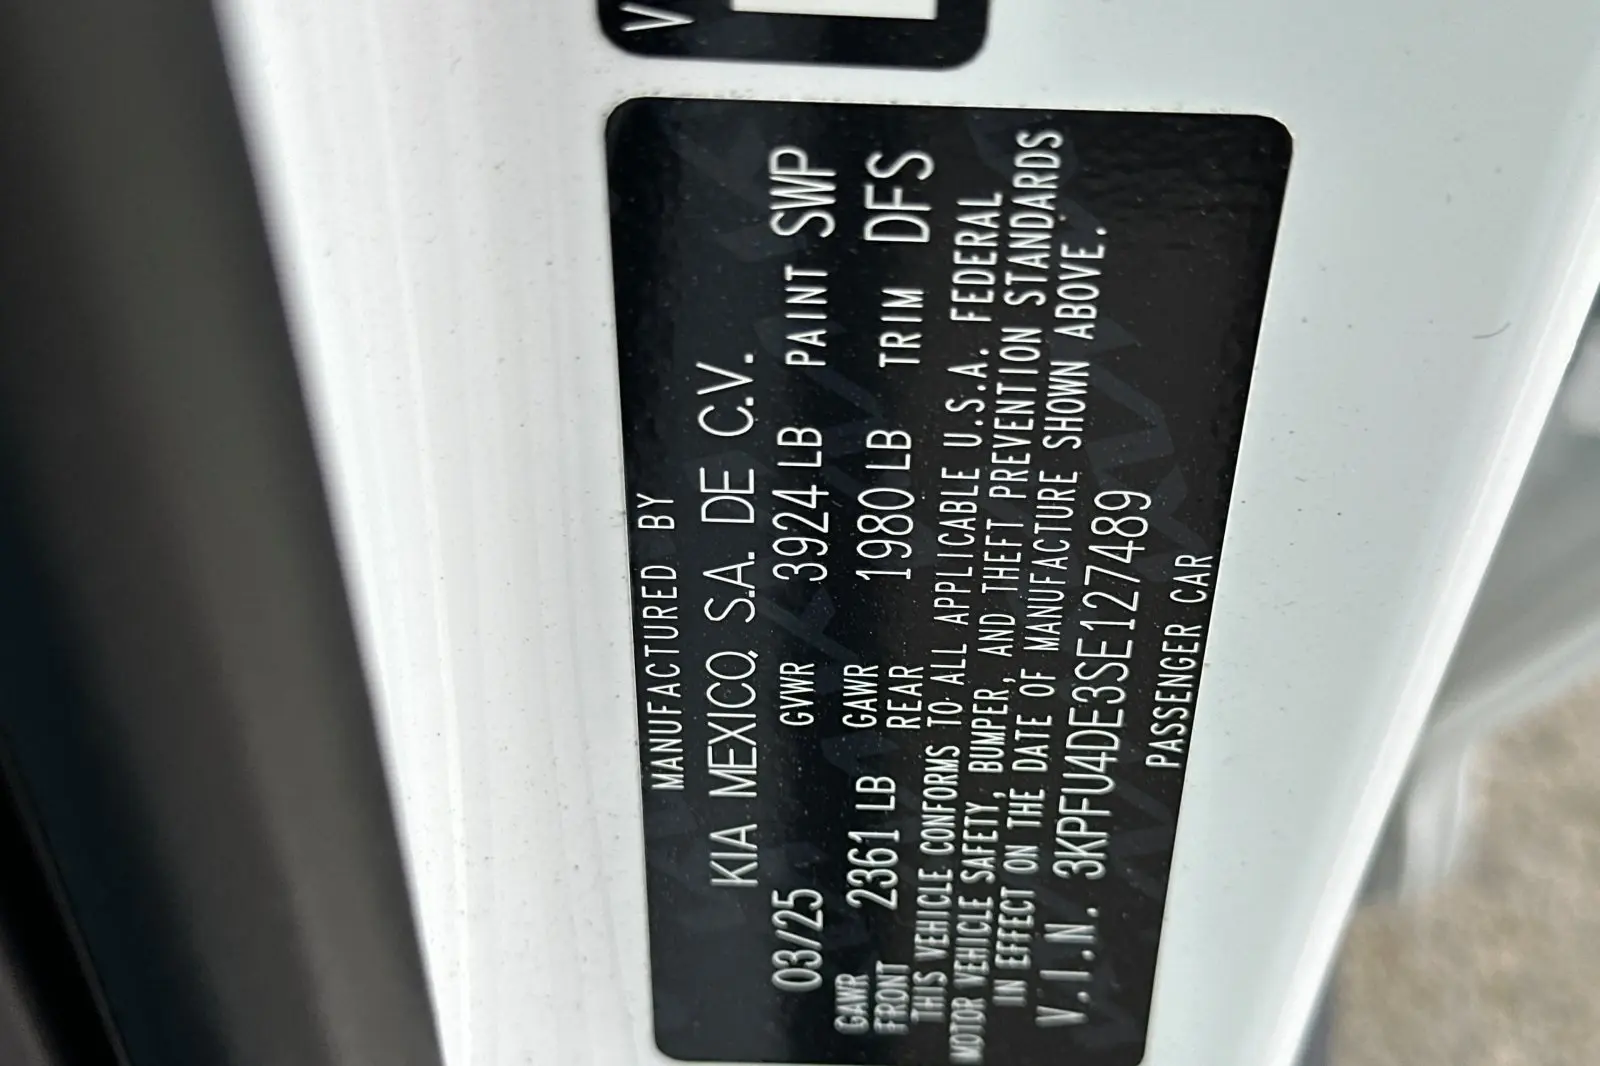 V
MANUFACTURED BY
KIA MEXICO, S.A. DE C.V.
03/25 GVWR 3924 LB PAINT SWP
GAWR FRONT 2361 LB GAWR REAR 1980 LB TRIM DFS
THIS VEHICLE CONFORMS TO ALL APPLICABLE U.S.A. FEDERAL
MOTOR VEHICLE SAFETY, BUMPER, AND THEFT PREVENTION STANDARDS
IN EFFECT ON THE DATE OF MANUFACTURE SHOWN ABOVE.
V.I.N. 3KPFU4DE3SE127489
PASSENGER CAR